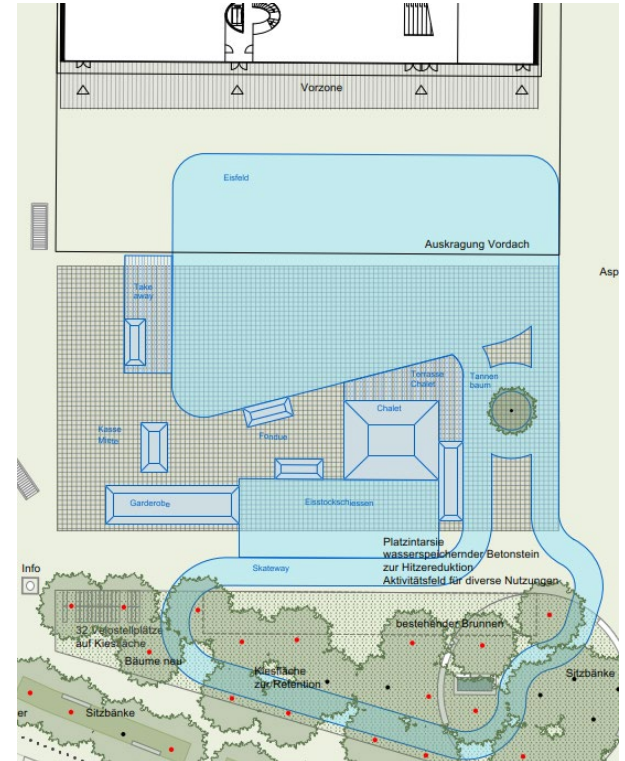 Vorzone
Eisfeld
Auskragung Vordach
Asp
Take
away
Terrasse
Chalet
Tannen
baum
Chalet
Kasse
Miete
Fondue
Garderobe
Eisstockschiessen
Platzintarsie
wasserspeichernder Betonstein
zur Hitzereduktion
Aktivitätsfeld für diverse Nutzungen
Info
Skateway
32 Velostellplätze
auf Kiesfläche
bestehender Brunnen
Bäume neu
Kiesfläche
zur Retention
Sitzbänke
er
Sitzbänke